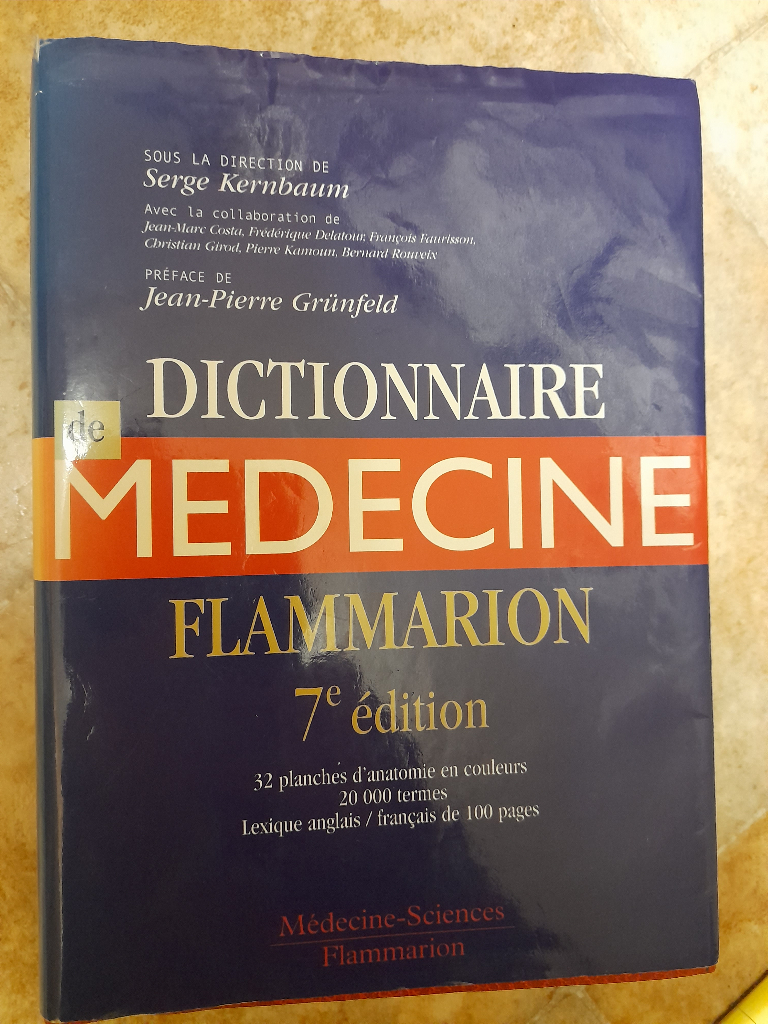 SOUS LA DIRECTION DE
Serge Kernbaum
Avec la collaboration de
Jean-Marc Costa, Frédérique Delatour, François Faurisson,
Christian Girod, Pierre Kamoun, Bernard Rouveix
PRÉFACE DE
Jean-Pierre Grünfeld
DICTIONNAIRE
de
MEDECINE
FLAMMARION
7e édition
32 planches d'anatomie en couleurs
20 000 termes
Lexique anglais / français de 100 pages
Médecine-Sciences
Flammarion